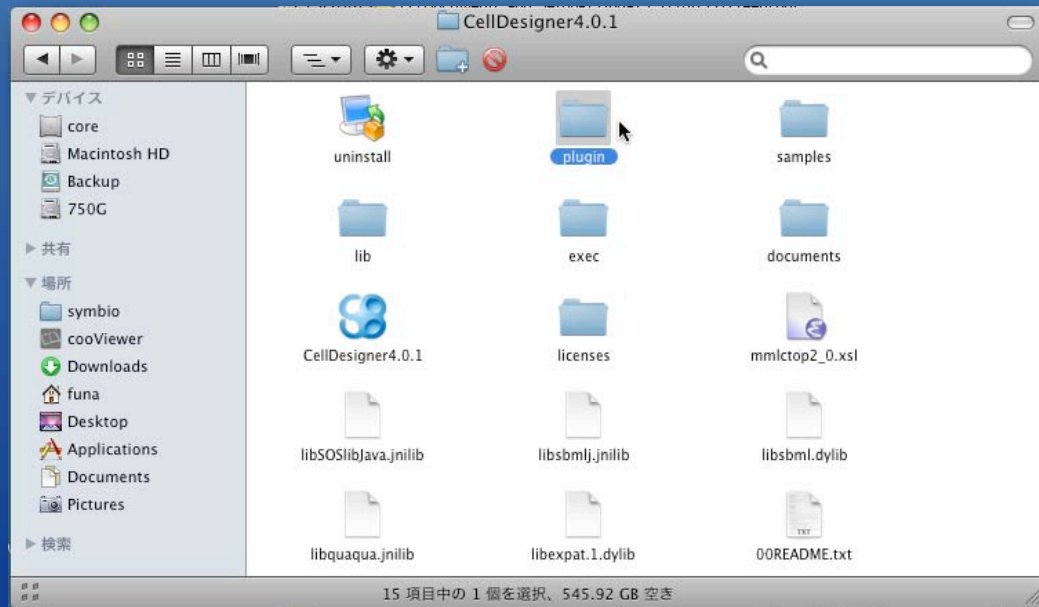 CellDesigner4.0.1
デバイス
core
Macintosh HD
Backup
750G
共有
場所
symbio
cooViewer
Downloads
funa
Desktop
Applications
Documents
Pictures
検索
uninstall
plugin
samples
lib
exec
documents
CellDesigner4.0.1
licenses
mmlctop2_0.xsl
libSOSlibJava.jnilib
libsbmlj.jnilib
libsbml.dylib
TXT
libquaqua.jnilib
libexpat.1.dylib
00README.txt
15 項目中の 1 個を選択、545.92 GB 空き